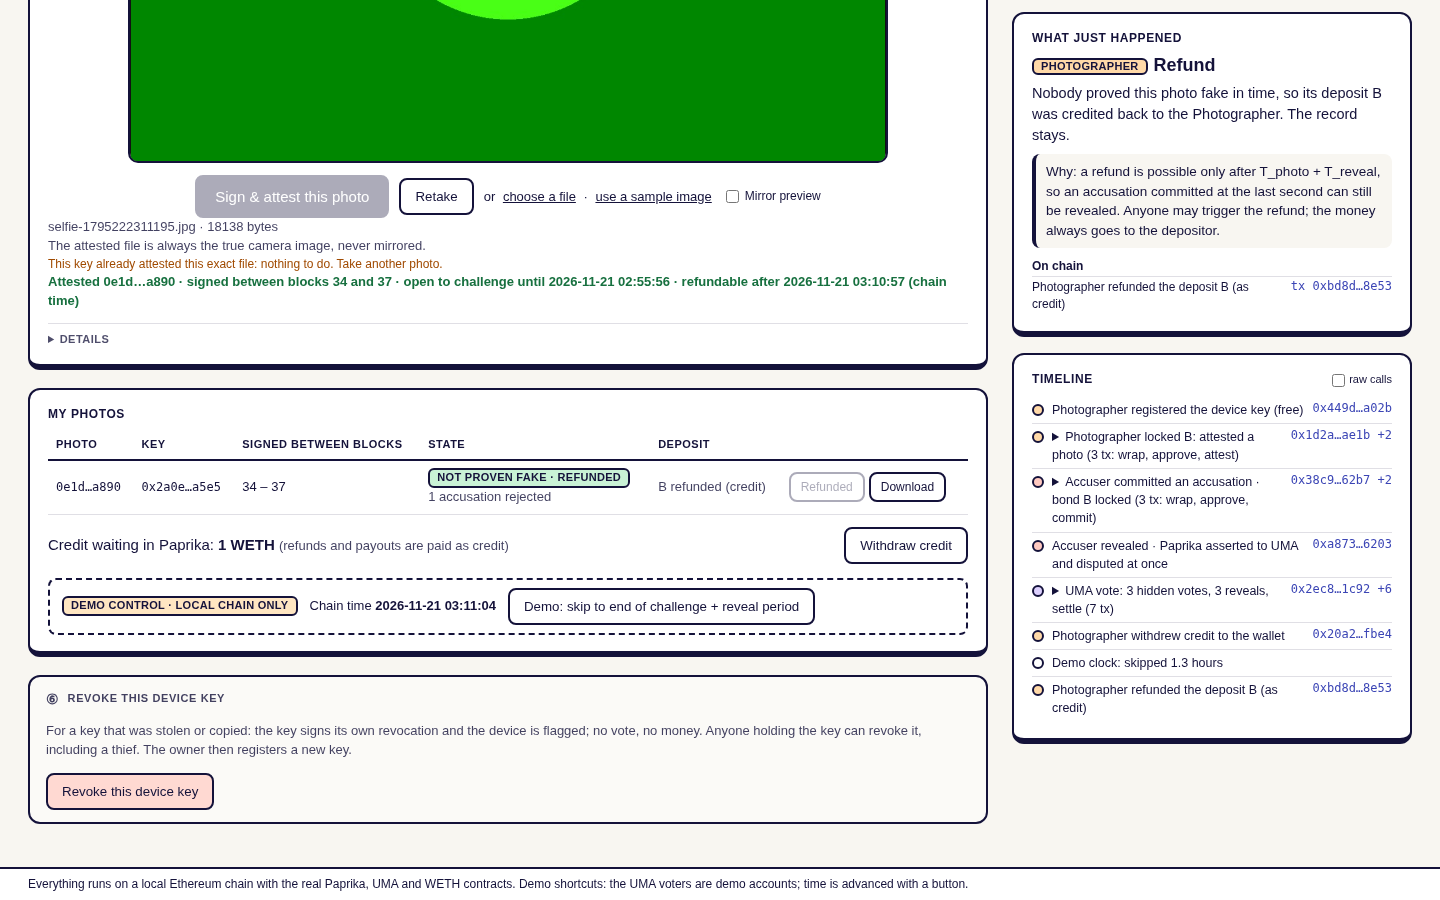 Sign & attest this photo Retake or choose a file · use a sample image Mirror preview
selfie-1795222311195.jpg · 18138 bytes
The attested file is always the true camera image, never mirrored.
This key already attested this exact file: nothing to do. Take another photo.
Attested 0e1d…a890 · signed between blocks 34 and 37 · open to challenge until 2026-11-21 02:55:56 · refundable after 2026-11-21 03:10:57 (chain
time)
DETAILS
MY PHOTOS
PHOTO KEY SIGNED BETWEEN BLOCKS STATE DEPOSIT
0e1d…a890 0x2a0e…a5e5 34 – 37 NOT PROVEN FAKE · REFUNDED B refunded (credit) Refunded Download
1 accusation rejected
Credit waiting in Paprika: 1 WETH (refunds and payouts are paid as credit) Withdraw credit
DEMO CONTROL · LOCAL CHAIN ONLY Chain time 2026-11-21 03:11:04 Demo: skip to end of challenge + reveal period
⑥ REVOKE THIS DEVICE KEY
For a key that was stolen or copied: the key signs its own revocation and the device is flagged; no vote, no money. Anyone holding the key can revoke it,
including a thief. The owner then registers a new key.
Revoke this device key
WHAT JUST HAPPENED
PHOTOGRAPHER Refund
Nobody proved this photo fake in time, so its deposit B
was credited back to the Photographer. The record
stays.
Why: a refund is possible only after T_photo + T_reveal,
so an accusation committed at the last second can still
be revealed. Anyone may trigger the refund; the money
always goes to the depositor.
On chain
Photographer refunded the deposit B (as tx 0xbd8d…8e53
credit)
TIMELINE raw calls
Photographer registered the device key (free) 0x449d…a02b
Photographer locked B: attested a 0x1d2a…ae1b +2
photo (3 tx: wrap, approve, attest)
Accuser committed an accusation · 0x38c9…62b7 +2
bond B locked (3 tx: wrap, approve,
commit)
Accuser revealed · Paprika asserted to UMA 0xa873…6203
and disputed at once
UMA vote: 3 hidden votes, 3 reveals, 0x2ec8…1c92 +6
settle (7 tx)
Photographer withdrew credit to the wallet 0x20a2…fbe4
Demo clock: skipped 1.3 hours
Photographer refunded the deposit B (as 0xbd8d…8e53
credit)
Everything runs on a local Ethereum chain with the real Paprika, UMA and WETH contracts. Demo shortcuts: the UMA voters are demo accounts; time is advanced with a button.